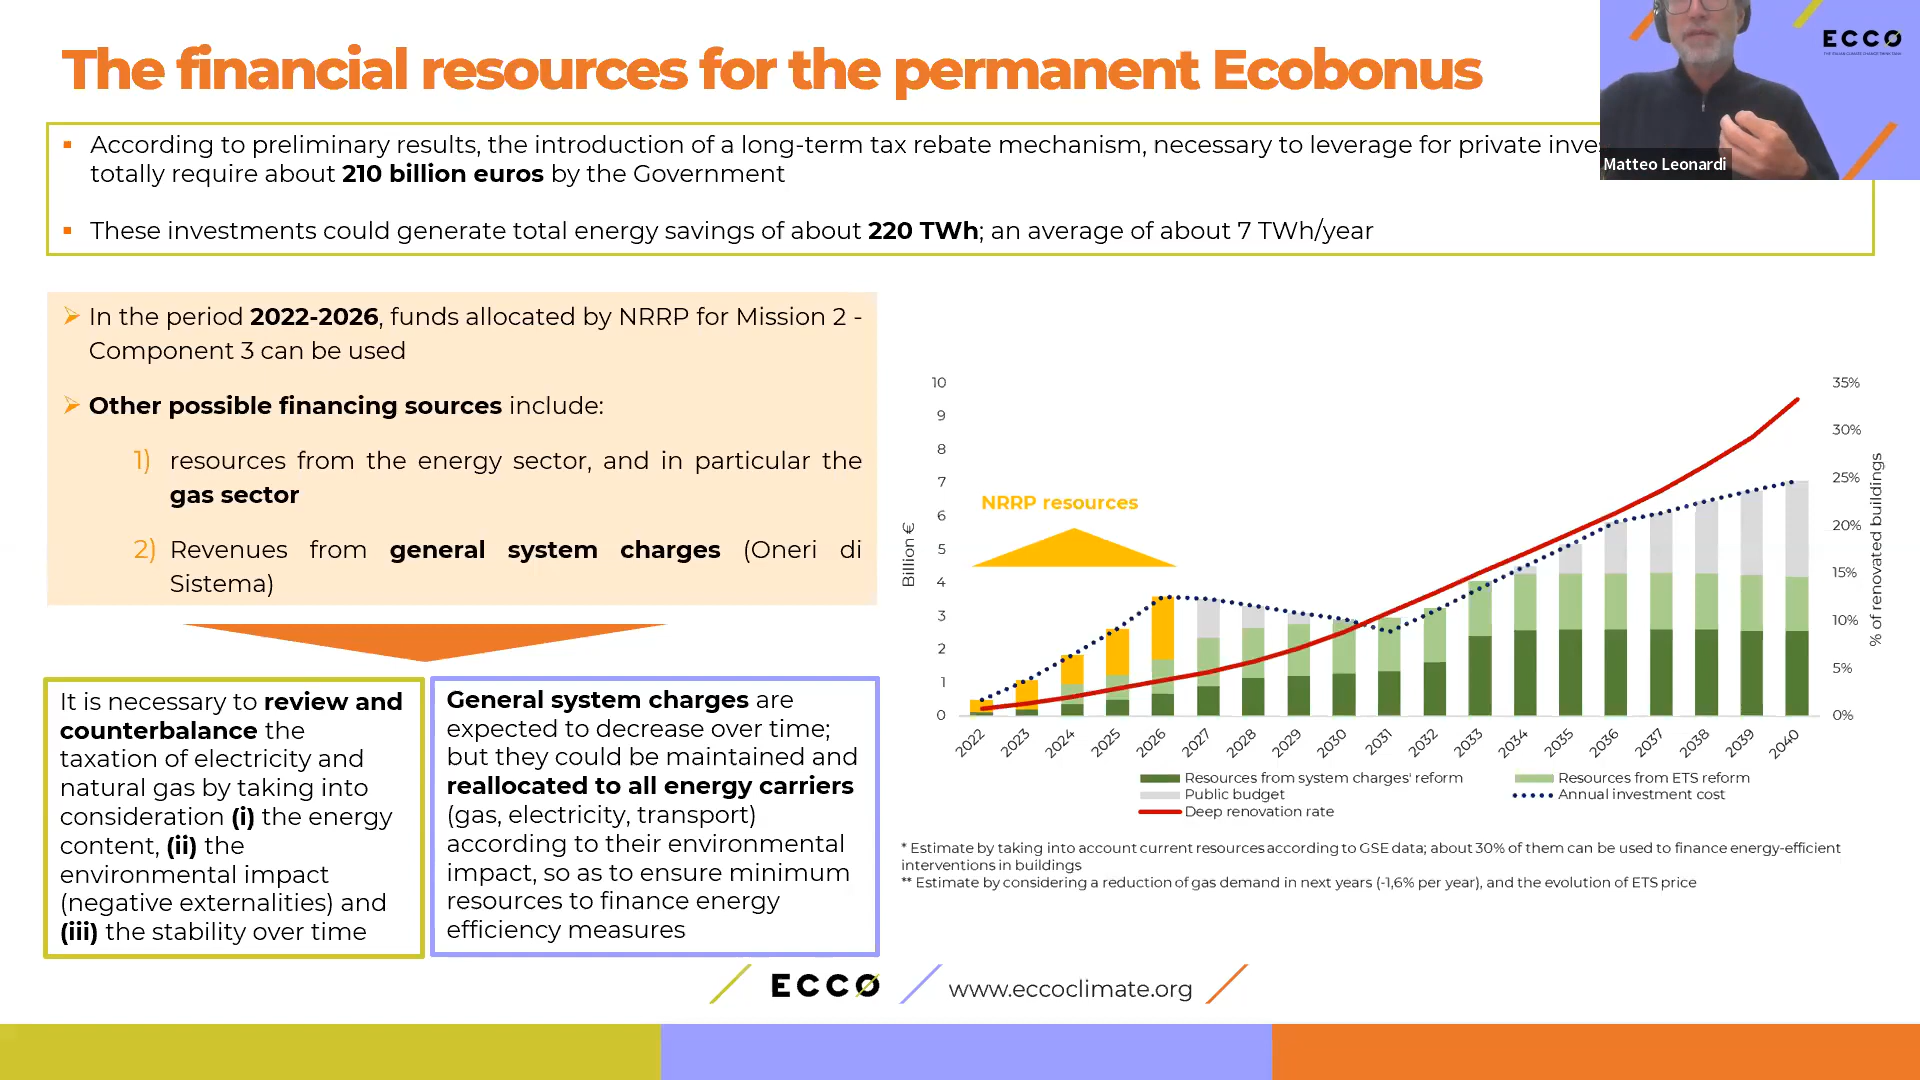 The financial resources for the permanent Ecobonus
ECCO
Matteo Leonardi
▪ According to preliminary results, the introduction of a long-term tax rebate mechanism, necessary to leverage for private
totally require about 210 billion euros by the Government
▪ These investments could generate total energy savings of about 220 TWh; an average of about 7 TWh/year
In the period 2022-2026, funds allocated by NRRP for Mission 2 -
Component 3 can be used
Other possible financing sources include:
1) resources from the energy sector, and in particular the
gas sector
2) Revenues from general system charges (Oneri di
Sistema)
It is necessary to review and
counterbalance the
taxation of electricity and
natural gas by taking into
consideration (i) the energy
content, (ii) the
environmental impact
(negative externalities) and
(iii) the stability over time
General system charges are
expected to decrease over time;
but they could be maintained and
reallocated to all energy carriers
(gas, electricity, transport)
according to their environmental
impact, so as to ensure minimum
resources to finance energy
efficiency measures
NRRP resources
Billion €
10
9
8
7
6
5
4
3
2
1
0
35%
30%
25%
20%
15%
10%
5%
0%
% of renovated buildings
2022 2023 2024 2025 2026 2027 2028 2029 2030 2031 2032 2033 2034 2035 2036 2037 2038 2039 2040
Resources from system charges' reform
Resources from ETS reform
Public budget
Annual investment cost
Deep renovation rate
* Estimate by taking into account current resources according to GSE data; about 30% of them can be used to finance energy-efficient
interventions in buildings
** Estimate by considering a reduction of gas demand in next years (-1,6% per year), and the evolution of ETS price
ECCO
www.eccoclimate.org